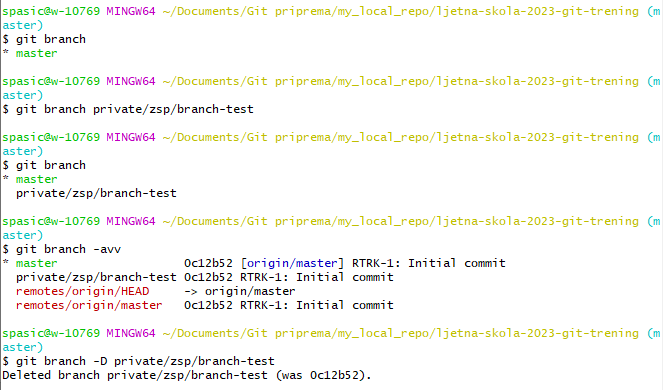 spasic@w-10769 MINGW64 ~/Documents/Git priprema/my_local_repo/ljetna-skola-2023-git-trening (m
aster)
$ git branch
* master
spasic@w-10769 MINGW64 ~/Documents/Git priprema/my_local_repo/ljetna-skola-2023-git-trening (m
aster)
$ git branch private/zsp/branch-test
spasic@w-10769 MINGW64 ~/Documents/Git priprema/my_local_repo/ljetna-skola-2023-git-trening (m
aster)
$ git branch
* master
  private/zsp/branch-test
spasic@w-10769 MINGW64 ~/Documents/Git priprema/my_local_repo/ljetna-skola-2023-git-trening (m
aster)
$ git branch -avv
* master                  0c12b52 [origin/master] RTRK-1: Initial commit
  private/zsp/branch-test 0c12b52 RTRK-1: Initial commit
  remotes/origin/HEAD     -> origin/master
  remotes/origin/master   0c12b52 RTRK-1: Initial commit
spasic@w-10769 MINGW64 ~/Documents/Git priprema/my_local_repo/ljetna-skola-2023-git-trening (m
aster)
$ git branch -D private/zsp/branch-test
Deleted branch private/zsp/branch-test (was 0c12b52).